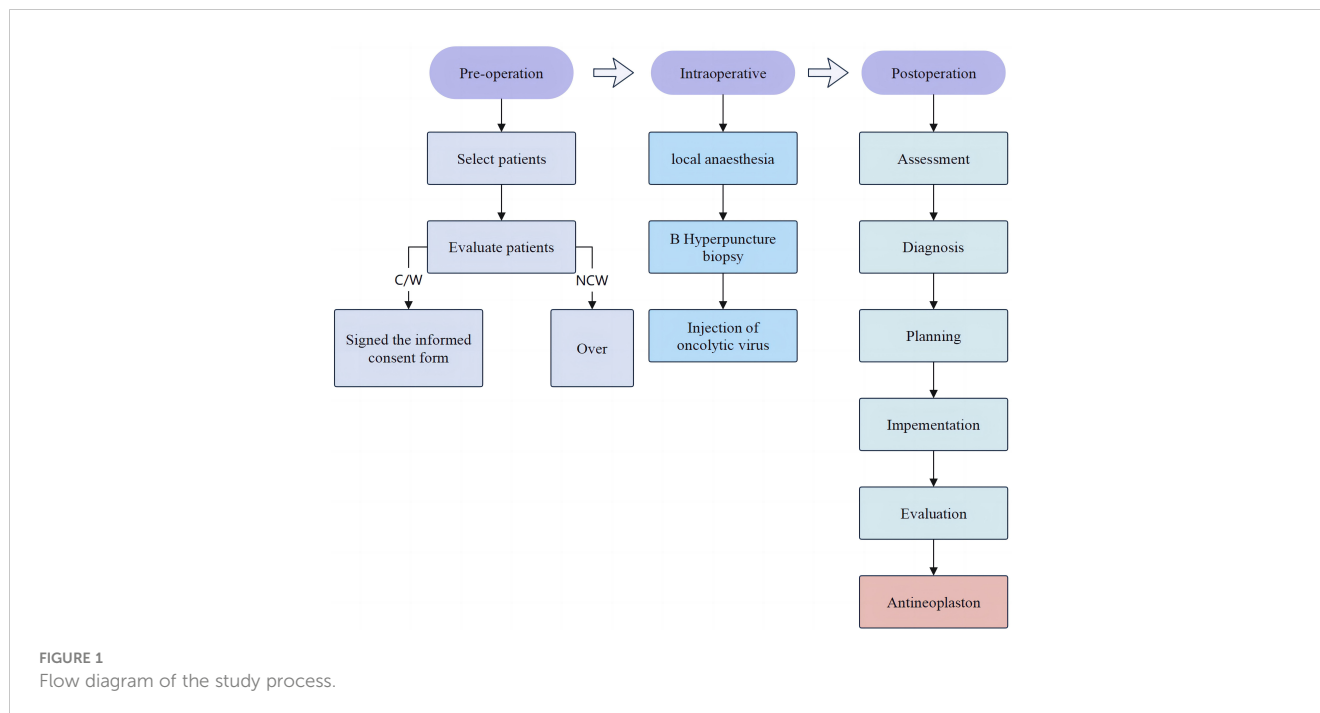 Pre-operation
Intraoperative
Postoperation
Select patients
local anaesthesia
Assessment
Evaluate patients
B Hyperpuncture
biopsy
Diagnosis
C/W
NCW
Signed the informed
consent form
Over
Injection of
oncolytic virus
Planning
Impementation
Evaluation
Antineoplaston
FIGURE 1
Flow diagram of the study process.